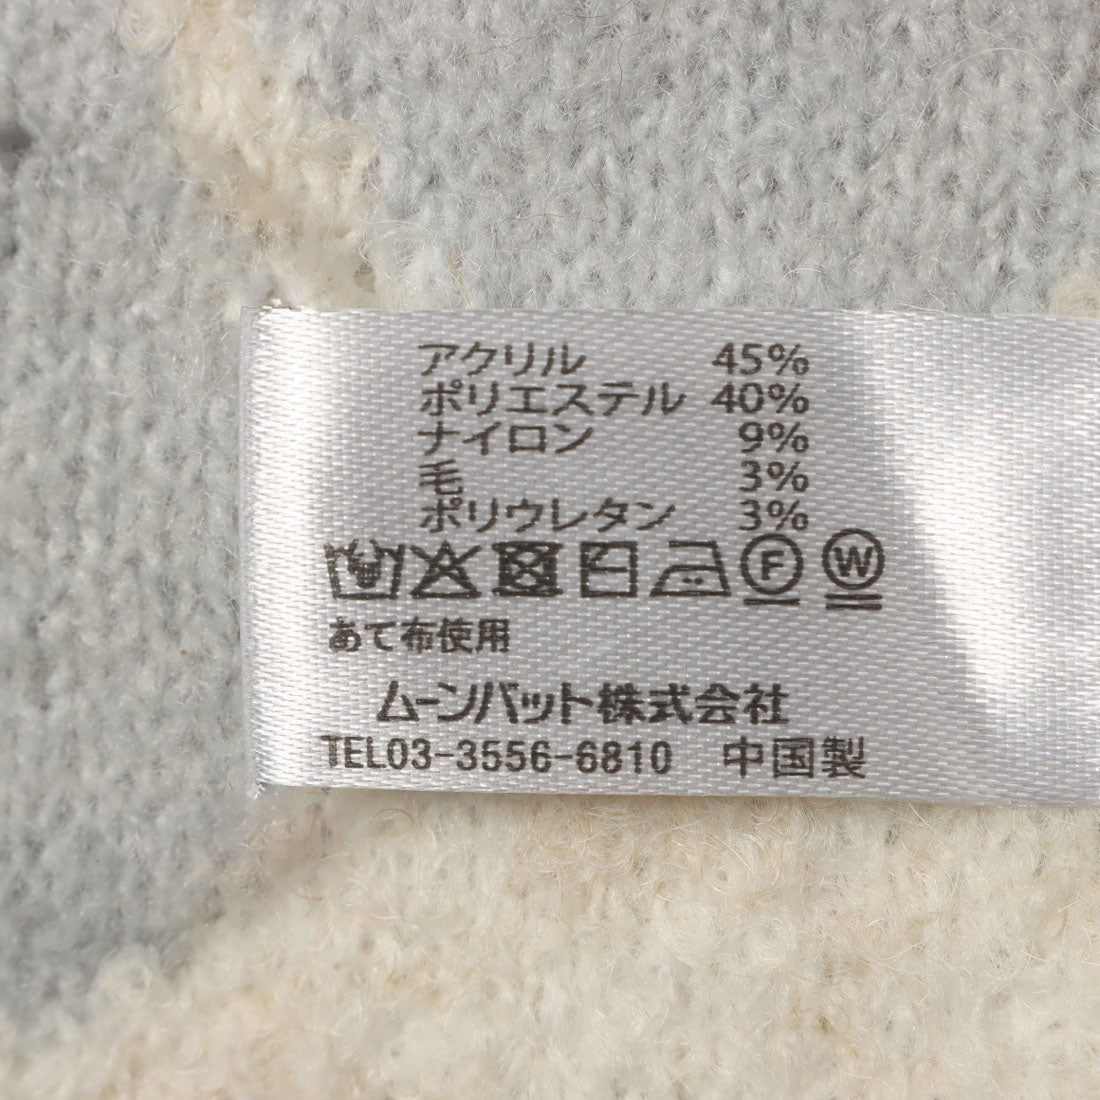 アクリル 45%
ポリエステル 40%
ナイロン 9%
毛 3%
ポリウレタン 3%
F W
あて布使用
ムーンバット株式会社
TEL03-3556-6810 中国製